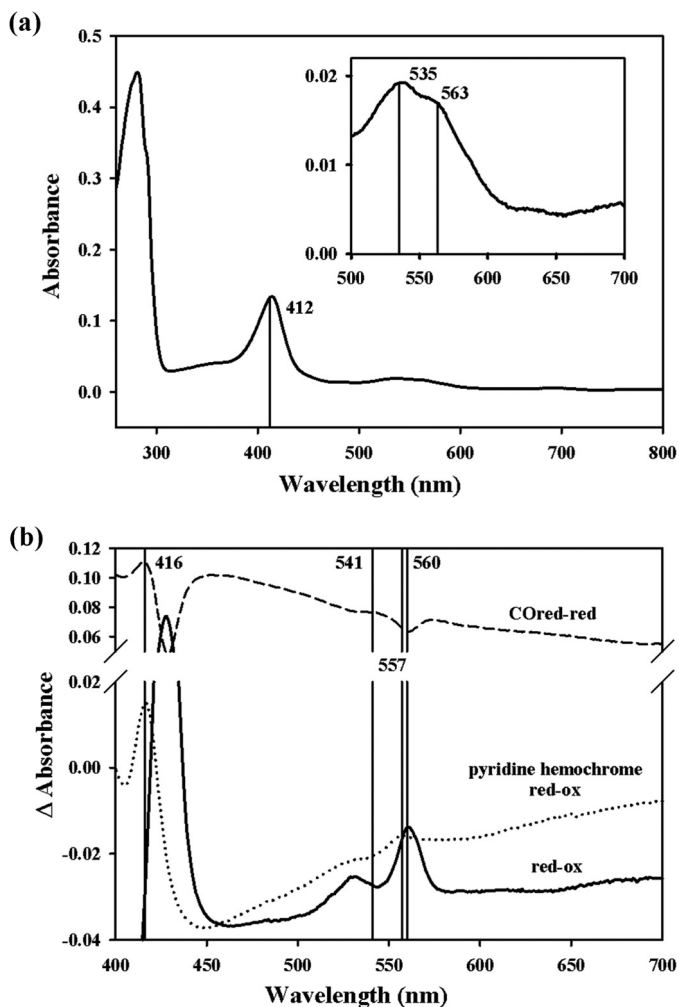 (a)
0.5
0.4
0.3
0.2
0.1
0.0
Absorbance
412
300 400 500 600 700 800
Wavelength (nm)
0.02
0.01
0.00
535
563
500 550 600 650 700
(b)
0.12
0.10
0.08
0.06
0.02
0.00
-0.02
-0.04
Δ Absorbance
416
541
560
557
COred-red
pyridine hemochrome
red-ox
red-ox
400 450 500 550 600 650 700
Wavelength (nm)